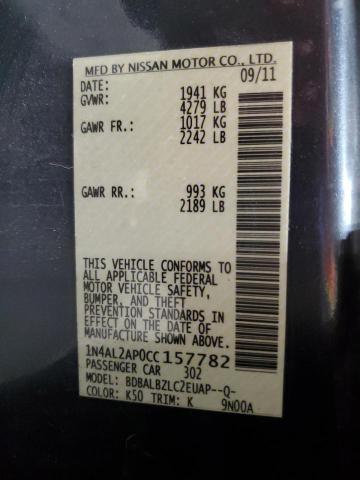 MFD BY NISSAN MOTOR CO., LTD.
DATE: 09/11
GVWR: 1941 KG
4279 LB
GAWR FR.: 1017 KG
2242 LB
GAWR RR.: 993 KG
2189 LB
THIS VEHICLE CONFORMS TO
ALL APPLICABLE FEDERAL
MOTOR VEHICLE SAFETY,
BUMPER, AND THEFT
PREVENTION STANDARDS IN
EFFECT ON THE DATE OF
MANUFACTURE SHOWN ABOVE.
1N4AL2AP0CC157782
PASSENGER CAR 302
MODEL: BDBALBZLC2EUAP--Q-
COLOR: K50 TRIM: K 9N00A